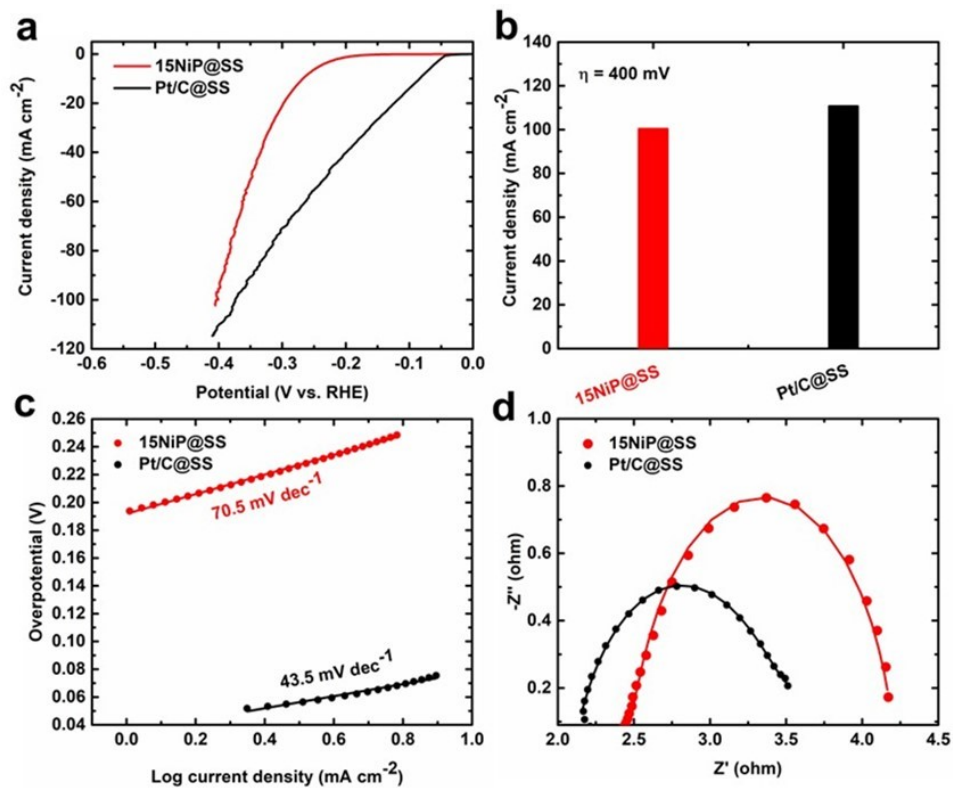 a
15NiP@SS
Pt/C@SS
0
-20
-40
-60
-80
-100
-120
-0.6
-0.5
-0.4
-0.3
-0.2
-0.1
0.0
Current density (mA cm⁻²)
Potential (V vs. RHE)
b
η = 400 mV
140
120
100
80
60
40
20
0
Current density (mA cm⁻²)
15NiP@SS
Pt/C@SS
c
15NiP@SS
Pt/C@SS
0.26
0.24
0.22
0.20
0.18
0.16
0.14
0.12
0.10
0.08
0.06
0.04
70.5 mV dec⁻¹
43.5 mV dec⁻¹
0.0
0.2
0.4
0.6
0.8
1.0
Overpotential (V)
Log current density (mA cm⁻²)
d
15NiP@SS
Pt/C@SS
1.0
0.8
0.6
0.4
0.2
2.0
2.5
3.0
3.5
4.0
4.5
-Z'' (ohm)
Z' (ohm)